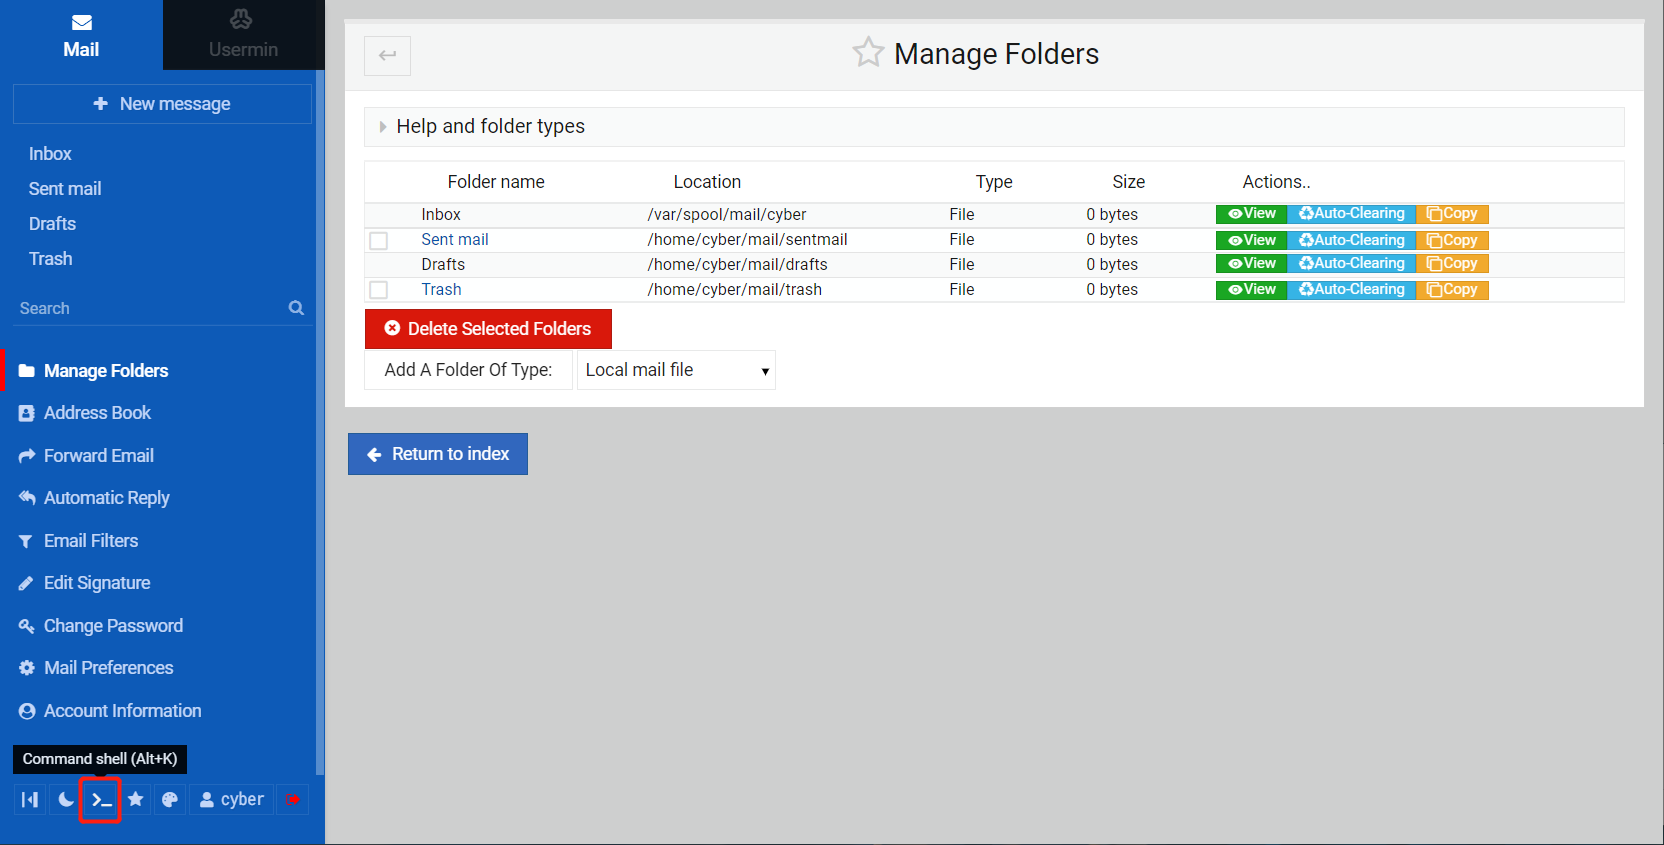 Mail
Usermin
New message
Inbox
Sent mail
Drafts
Trash
Search
Manage Folders
Address Book
Forward Email
Automatic Reply
Email Filters
Edit Signature
Change Password
Mail Preferences
Account Information
Command shell (Alt+K)
cyber
Manage Folders
Help and folder types
Folder name Location Type Size Actions..
Inbox /var/spool/mail/cyber File 0 bytes View Auto-Clearing Copy
Sent mail /home/cyber/mail/sentmail File 0 bytes View Auto-Clearing Copy
Drafts /home/cyber/mail/drafts File 0 bytes View Auto-Clearing Copy
Trash /home/cyber/mail/trash File 0 bytes View Auto-Clearing Copy
Delete Selected Folders
Add A Folder Of Type: Local mail file
Return to index